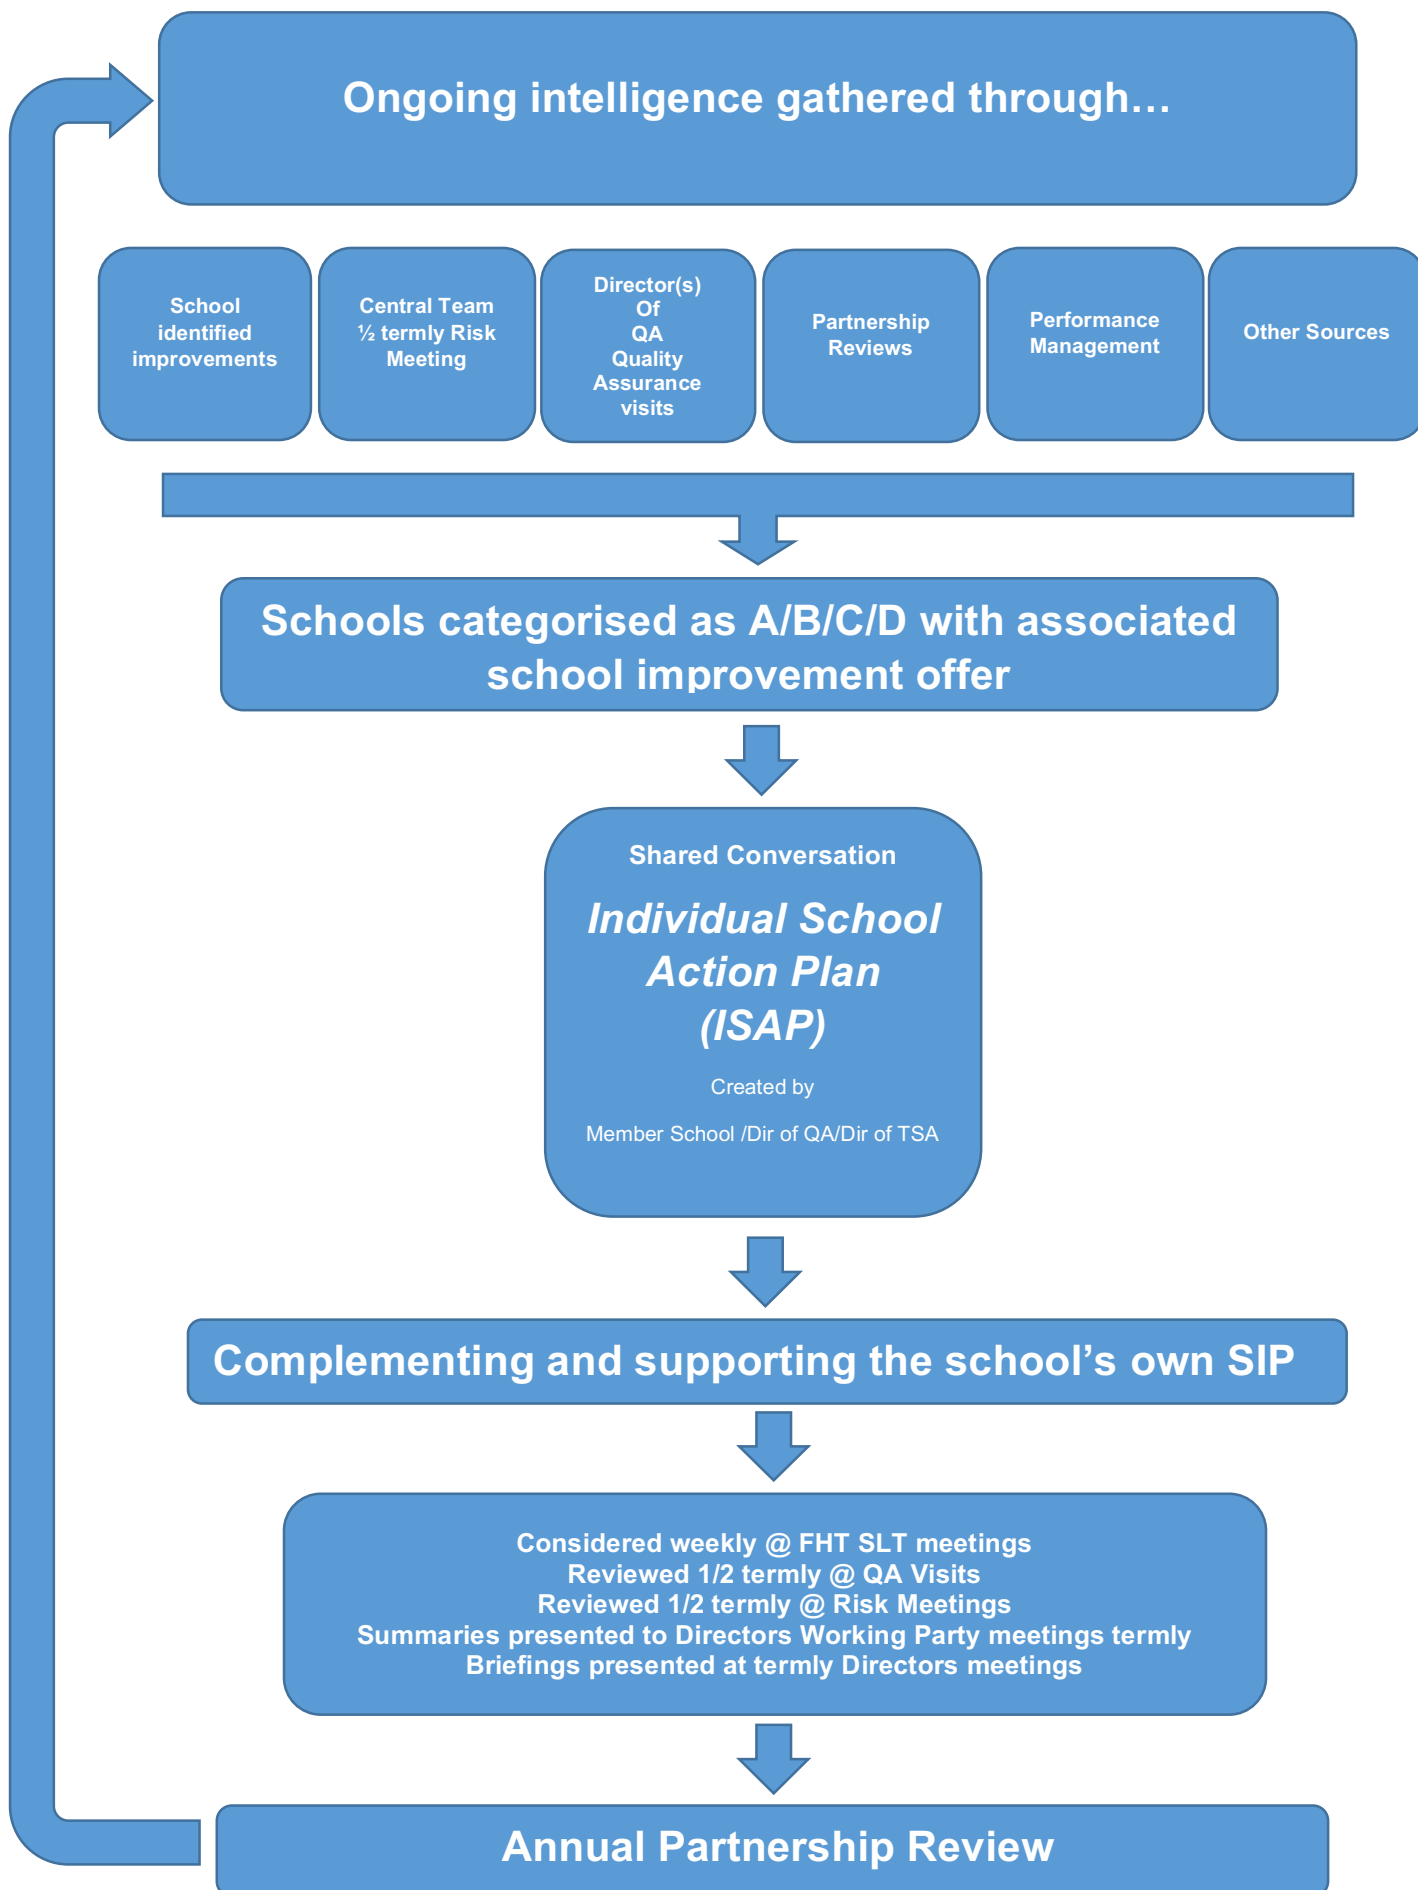 Ongoing intelligence gathered through…
School
identified
improvements
Central Team
½ termly Risk
Meeting
Director(s)
Of
QA
Quality
Assurance
visits
Partnership
Reviews
Performance
Management
Other Sources
Schools categorised as A/B/C/D with associated
school improvement offer
Shared Conversation
Individual School
Action Plan
(ISAP)
Created by
Member School /Dir of QA/Dir of TSA
Complementing and supporting the school’s own SIP
Considered weekly @ FHT SLT meetings
Reviewed 1/2 termly @ QA Visits
Reviewed 1/2 termly @ Risk Meetings
Summaries presented to Directors Working Party meetings termly
Briefings presented at termly Directors meetings
Annual Partnership Review